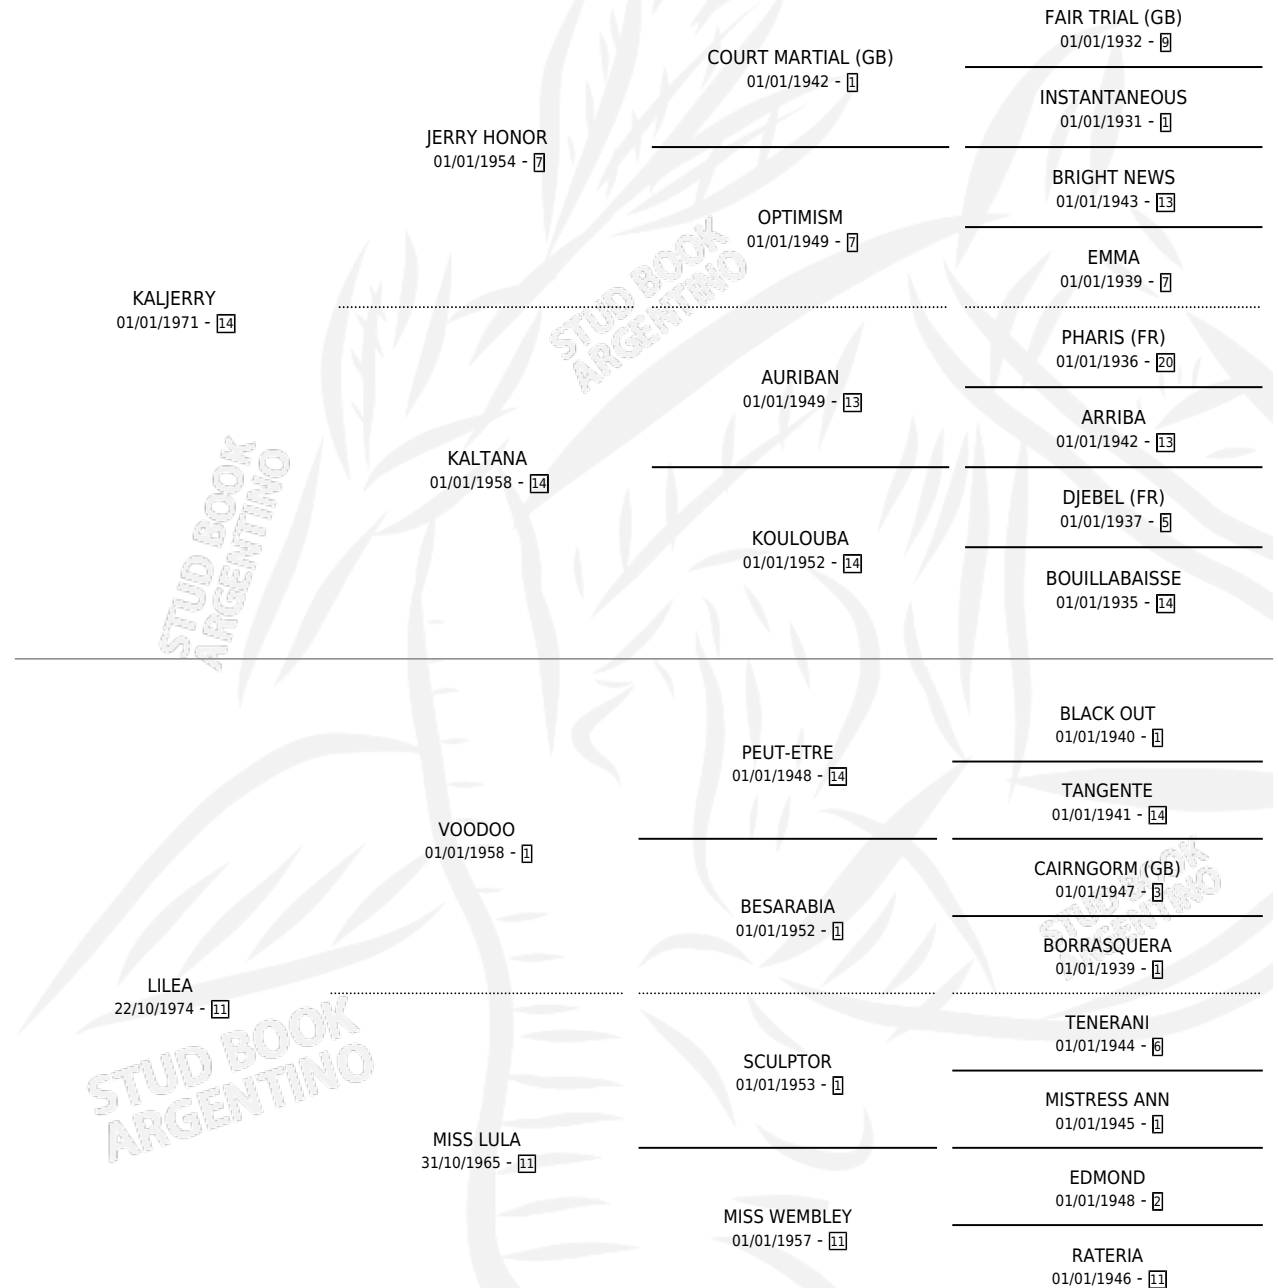 FAIR TRIAL (GB)
01/01/1932 - 9
COURT MARTIAL (GB)
01/01/1942 - 1
INSTANTANEOUS
01/01/1931 - 1
JERRY HONOR
01/01/1954 - 7
BRIGHT NEWS
01/01/1943 - 13
OPTIMISM
01/01/1949 - 7
EMMA
01/01/1939 - 7
KALJERRY
01/01/1971 - 14
PHARIS (FR)
01/01/1936 - 20
AURIBAN
01/01/1949 - 13
ARRIBA
01/01/1942 - 13
KALTANA
01/01/1958 - 14
DJEBEL (FR)
01/01/1937 - 5
KOULOUBA
01/01/1952 - 14
BOUILLABAISSE
01/01/1935 - 14
BLACK OUT
01/01/1940 - 1
PEUT-ETRE
01/01/1948 - 14
TANGENTE
01/01/1941 - 14
VOODOO
01/01/1958 - 1
CAIRNGORM (GB)
01/01/1947 - 3
BESARABIA
01/01/1952 - 1
BORRASQUERA
01/01/1939 - 1
LILEA
22/10/1974 - 11
TENERANI
01/01/1944 - 6
SCULPTOR
01/01/1953 - 1
MISTRESS ANN
01/01/1945 - 1
MISS LULA
31/10/1965 - 11
EDMOND
01/01/1948 - 2
MISS WEMBLEY
01/01/1957 - 11
RATERIA
01/01/1946 - 11
STUD BOOK
ARGENTINO
STUD BOOK
ARGENTINO
STUD BOOK
ARGENTINO
STUD BOOK
ARGENTINO